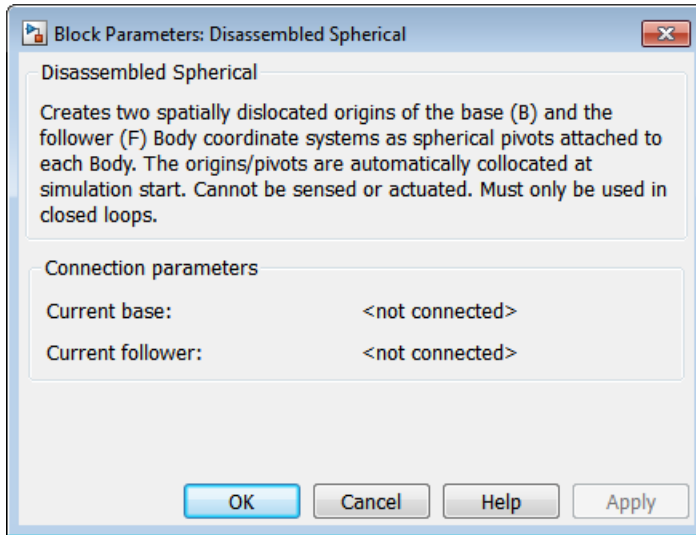 Block Parameters: Disassembled Spherical
Disassembled Spherical
Creates two spatially dislocated origins of the base (B) and the
follower (F) Body coordinate systems as spherical pivots attached to
each Body. The origins/pivots are automatically collocated at
simulation start. Cannot be sensed or actuated. Must only be used in
closed loops.
Connection parameters
Current base: <not connected>
Current follower: <not connected>
OK Cancel Help Apply